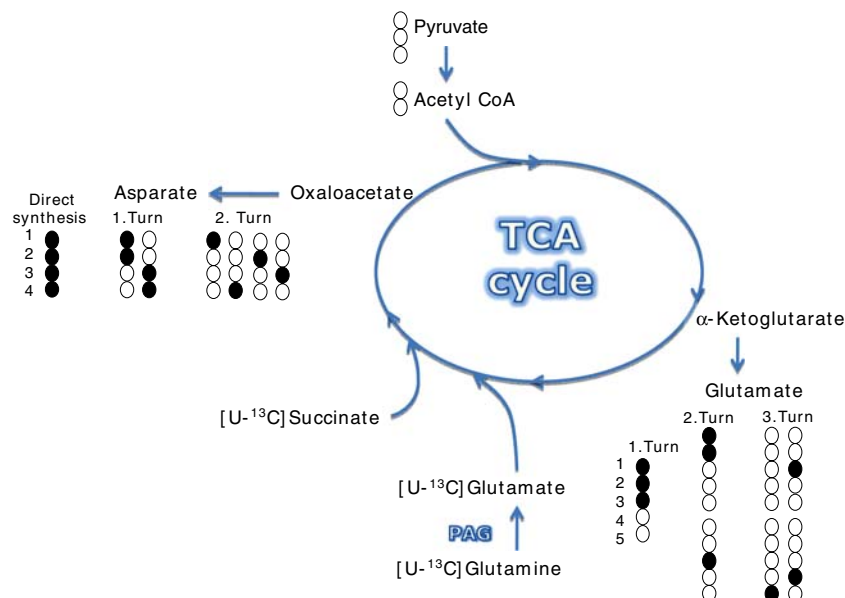 Pyruvate
Acetyl CoA
Asparate
Oxaloacetate
Direct
synthesis
1.Turn
2. Turn
1
2
3
4
TCA
cycle
α-Ketoglutarate
Glutamate
2.Turn
3.Turn
1.Turn
1
2
3
4
5
[U-¹³C]Succinate
[U-¹³C]Glutamate
PAG
[U-¹³C]Glutamine